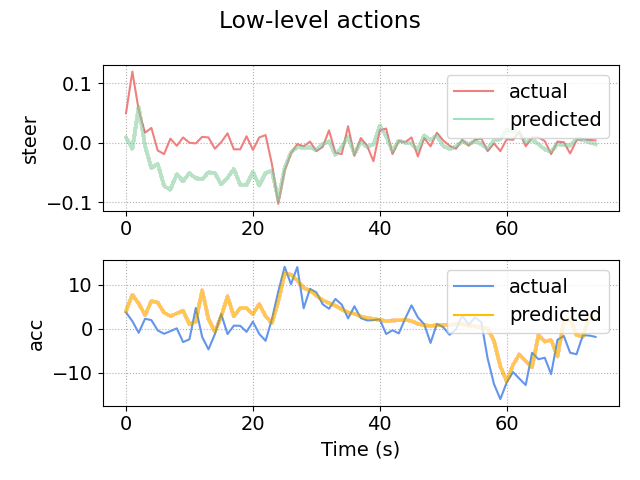 Low-level actions
0.1
0.0
−0.1
steer
actual
predicted
0
20
40
60
10
0
−10
acc
actual
predicted
0
20
40
60
Time (s)